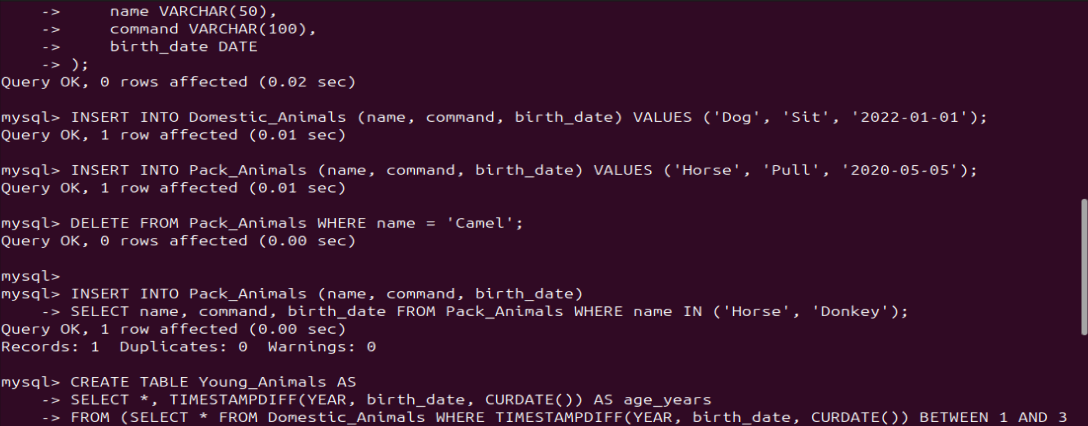 ->     name VARCHAR(50),
    ->     command VARCHAR(100),
    ->     birth_date DATE
    -> );
Query OK, 0 rows affected (0.02 sec)

mysql> INSERT INTO Domestic_Animals (name, command, birth_date) VALUES ('Dog', 'Sit', '2022-01-01');
Query OK, 1 row affected (0.01 sec)

mysql> INSERT INTO Pack_Animals (name, command, birth_date) VALUES ('Horse', 'Pull', '2020-05-05');
Query OK, 1 row affected (0.01 sec)

mysql> DELETE FROM Pack_Animals WHERE name = 'Camel';
Query OK, 0 rows affected (0.00 sec)

mysql>
mysql> INSERT INTO Pack_Animals (name, command, birth_date)
    -> SELECT name, command, birth_date FROM Pack_Animals WHERE name IN ('Horse', 'Donkey');
Query OK, 1 row affected (0.00 sec)
Records: 1  Duplicates: 0  Warnings: 0

mysql> CREATE TABLE Young_Animals AS
    -> SELECT *, TIMESTAMPDIFF(YEAR, birth_date, CURDATE()) AS age_years
    -> FROM (SELECT * FROM Domestic_Animals WHERE TIMESTAMPDIFF(YEAR, birth_date, CURDATE()) BETWEEN 1 AND 3